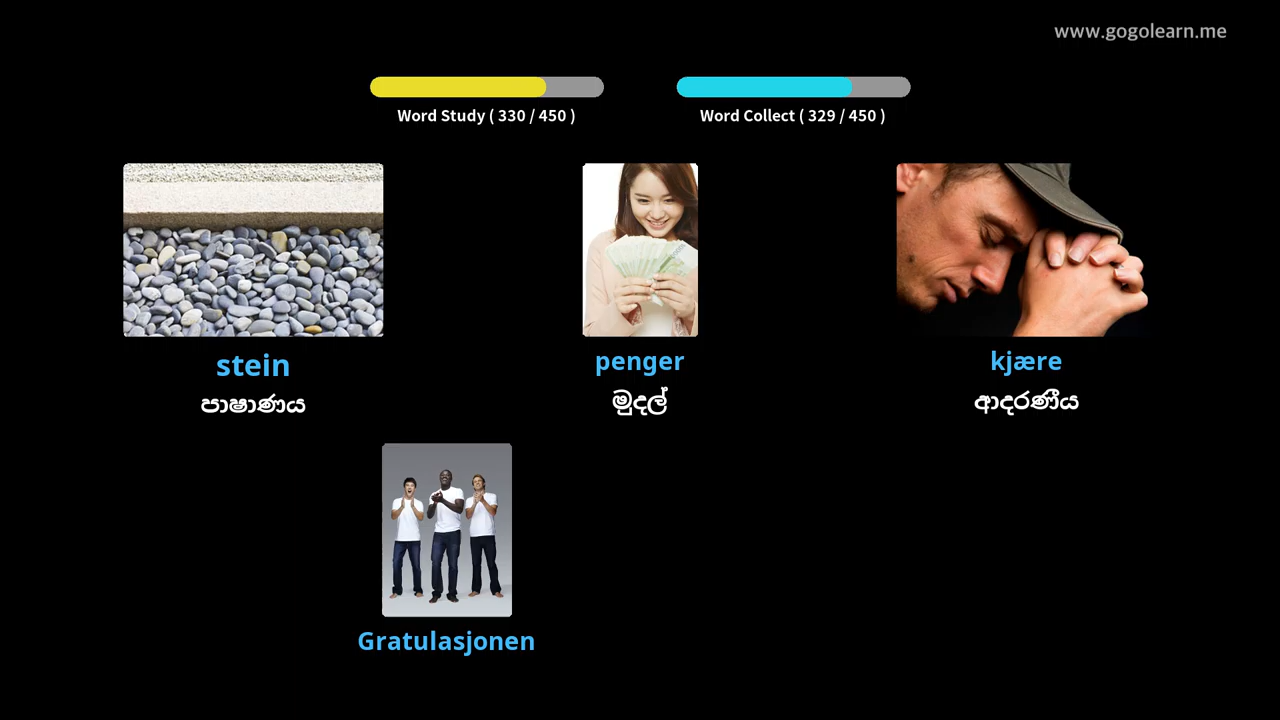 www.gogolearn.me
Word Study ( 330 / 450 )
Word Collect ( 329 / 450 )
stein
penger
kjære
පාෂාණය
මුදල්
ආදරණීය
Gratulasjonen